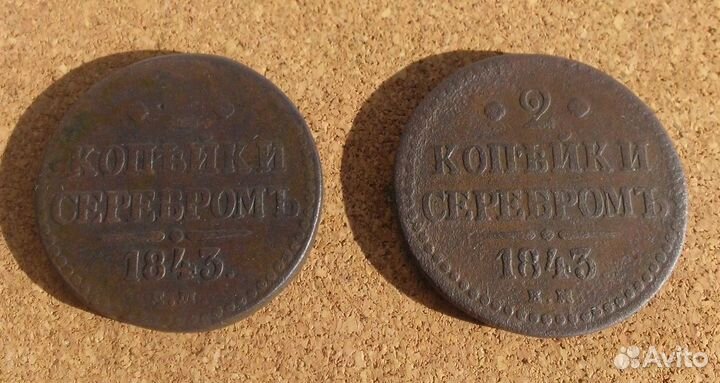 КОПѢЙКИ
СЕРЕБРОМЪ
1843.
Е.М
2
КОПѢЙКИ
СЕРЕБРОМЪ
1843
Е.М
Avito